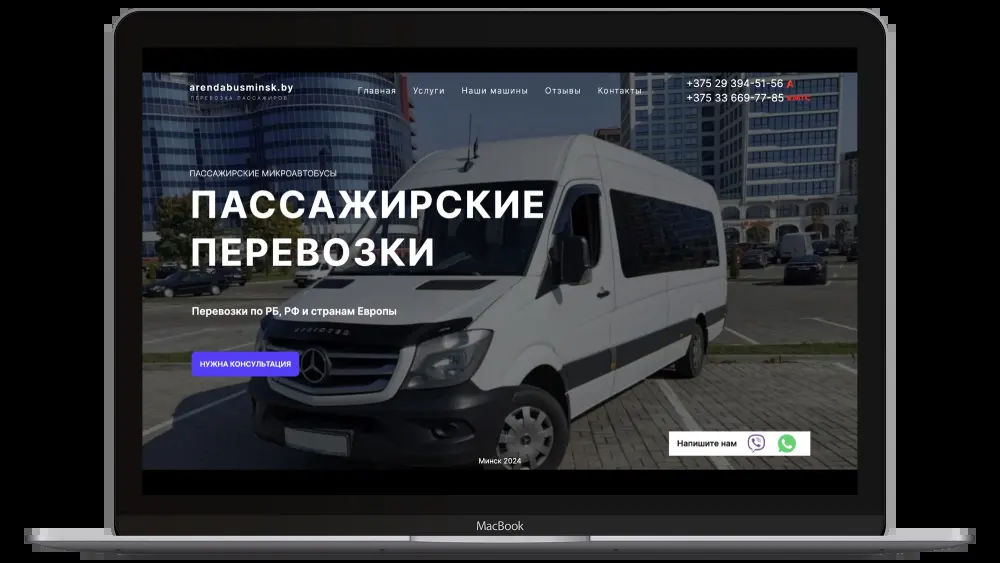 arendabusminsk.by
ПЕРЕВОЗКА ПАССАЖИРОВ
Главная Услуги Наши машины Отзывы Контакты
+375 29 394-51-56 A
+375 33 669-77-85 МТС
ПАССАЖИРСКИЕ МИКРОАВТОБУСЫ
ПАССАЖИРСКИЕ
ПЕРЕВОЗКИ
Перевозки по РБ, РФ и странам Европы
SPRINTER
НУЖНА КОНСУЛЬТАЦИЯ
Напишите нам
Минск 2024
MacBook